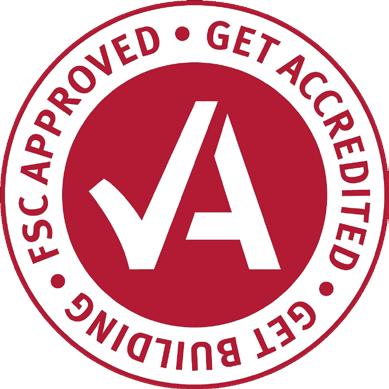 FSC APPROVED • GET ACCREDITED • GET BUILDING •
A